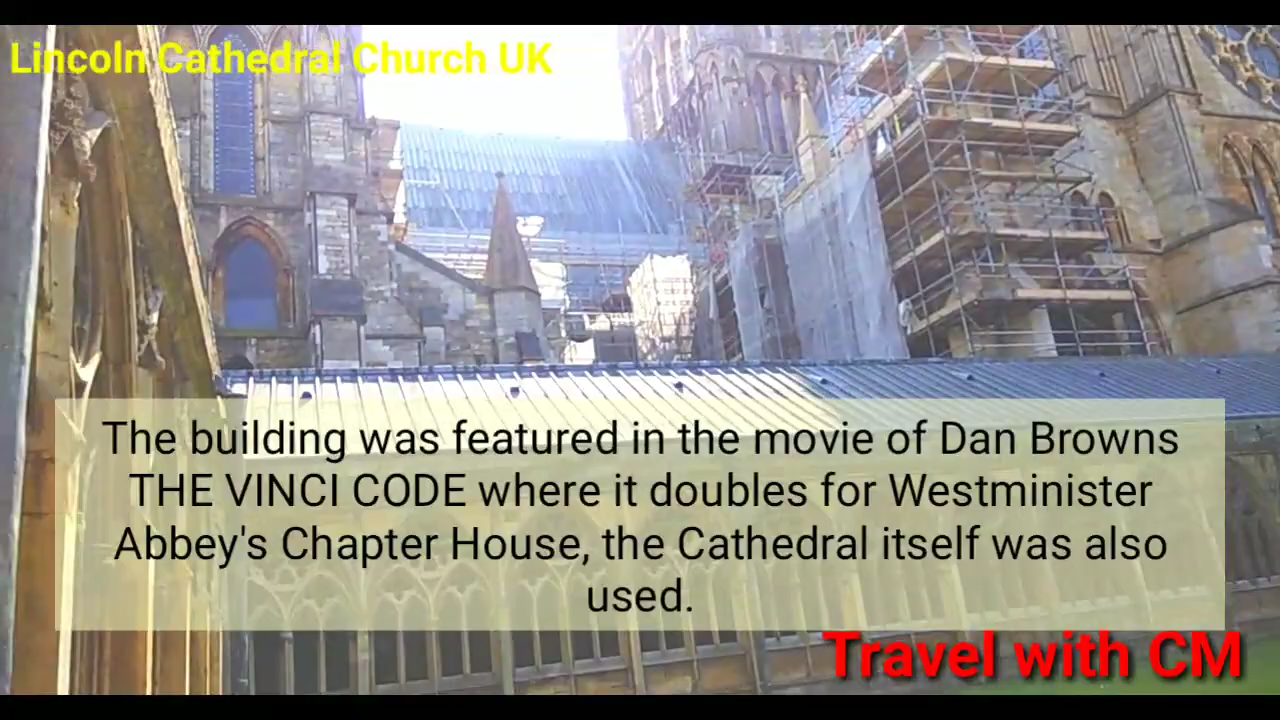 Lincoln Cathedral Church UK
The building was featured in the movie of Dan Browns
THE VINCI CODE where it doubles for Westminister
Abbey's Chapter House, the Cathedral itself was also
used.
Travel with CM